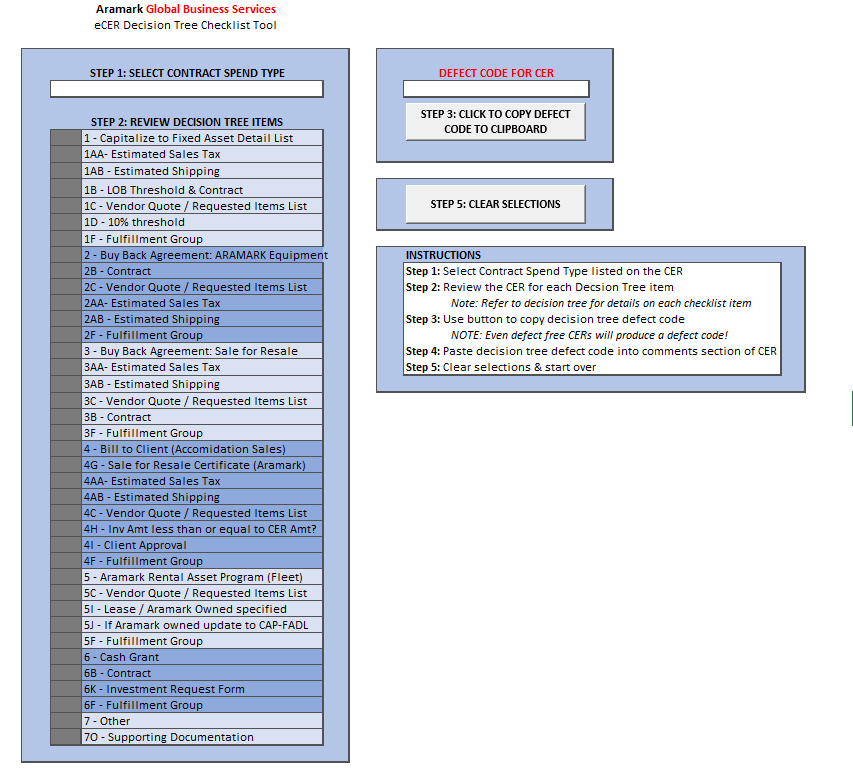 Aramark Global Business Services
eCER Decision Tree Checklist Tool
STEP 1: SELECT CONTRACT SPEND TYPE
STEP 2: REVIEW DECISION TREE ITEMS
1 - Capitalize to Fixed Asset Detail List
1AA- Estimated Sales Tax
1AB - Estimated Shipping
1B - LOB Threshold & Contract
1C - Vendor Quote / Requested Items List
1D - 10% threshold
1F - Fulfillment Group
2 - Buy Back Agreement: ARAMARK Equipment
2B - Contract
2C - Vendor Quote / Requested Items List
2AA- Estimated Sales Tax
2AB - Estimated Shipping
2F - Fulfillment Group
3 - Buy Back Agreement: Sale for Resale
3AA- Estimated Sales Tax
3AB - Estimated Shipping
3C - Vendor Quote / Requested Items List
3B - Contract
3F - Fulfillment Group
4 - Bill to Client (Accomidation Sales)
4G - Sale for Resale Certificate (Aramark)
4AA- Estimated Sales Tax
4AB - Estimated Shipping
4C - Vendor Quote / Requested Items List
4H - Inv Amt less than or equal to CER Amt?
4I - Client Approval
4F - Fulfillment Group
5 - Aramark Rental Asset Program (Fleet)
5C - Vendor Quote / Requested Items List
5I - Lease / Aramark Owned specified
5J - If Aramark owned update to CAP-FADL
5F - Fulfillment Group
6 - Cash Grant
6B - Contract
6K - Investment Request Form
6F - Fulfillment Group
7 - Other
7O - Supporting Documentation
DEFECT CODE FOR CER
STEP 3: CLICK TO COPY DEFECT
CODE TO CLIPBOARD
STEP 5: CLEAR SELECTIONS
INSTRUCTIONS
Step 1: Select Contract Spend Type listed on the CER
Step 2: Review the CER for each Decsion Tree item
Note: Refer to decision tree for details on each checklist item
Step 3: Use button to copy decision tree defect code
NOTE: Even defect free CERs will produce a defect code!
Step 4: Paste decision tree defect code into comments section of CER
Step 5: Clear selections & start over